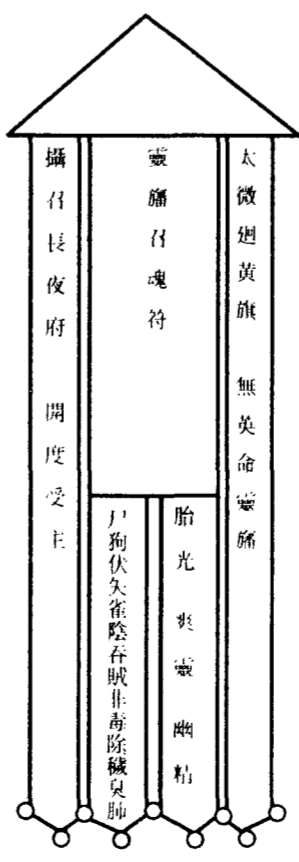 太微迴黃旗　無英命靈旛
靈旛召魂符
胎光　爽靈　幽精
尸狗伏矢雀陰吞賊非毒除穢臭肺
攝召長夜府　開度受主